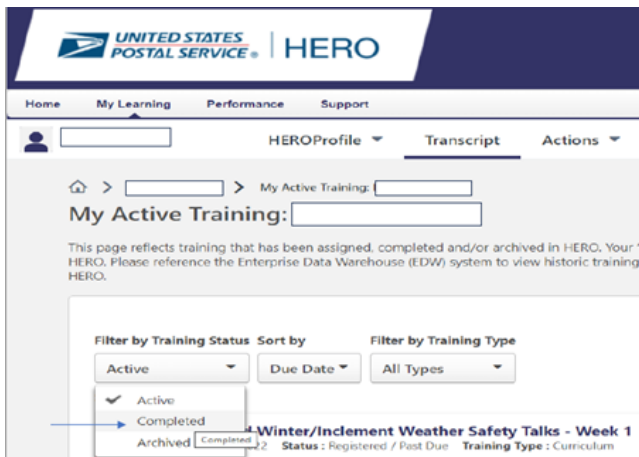 UNITED STATES
POSTAL SERVICE® | HERO
Home My Learning Performance Support
HEROProfile Transcript Actions
> > My Active Training:
My Active Training:
This page reflects training that has been assigned, completed and/or archived in HERO. Your
HERO. Please reference the Enterprise Data Warehouse (EDW) system to view historic training
HERO.
Filter by Training Status Sort by Filter by Training Type
Active Due Date All Types
Active
Completed
Winter/Inclement Weather Safety Talks - Week 1
Archived Completed 22 Status : Registered / Past Due Training Type : Curriculum